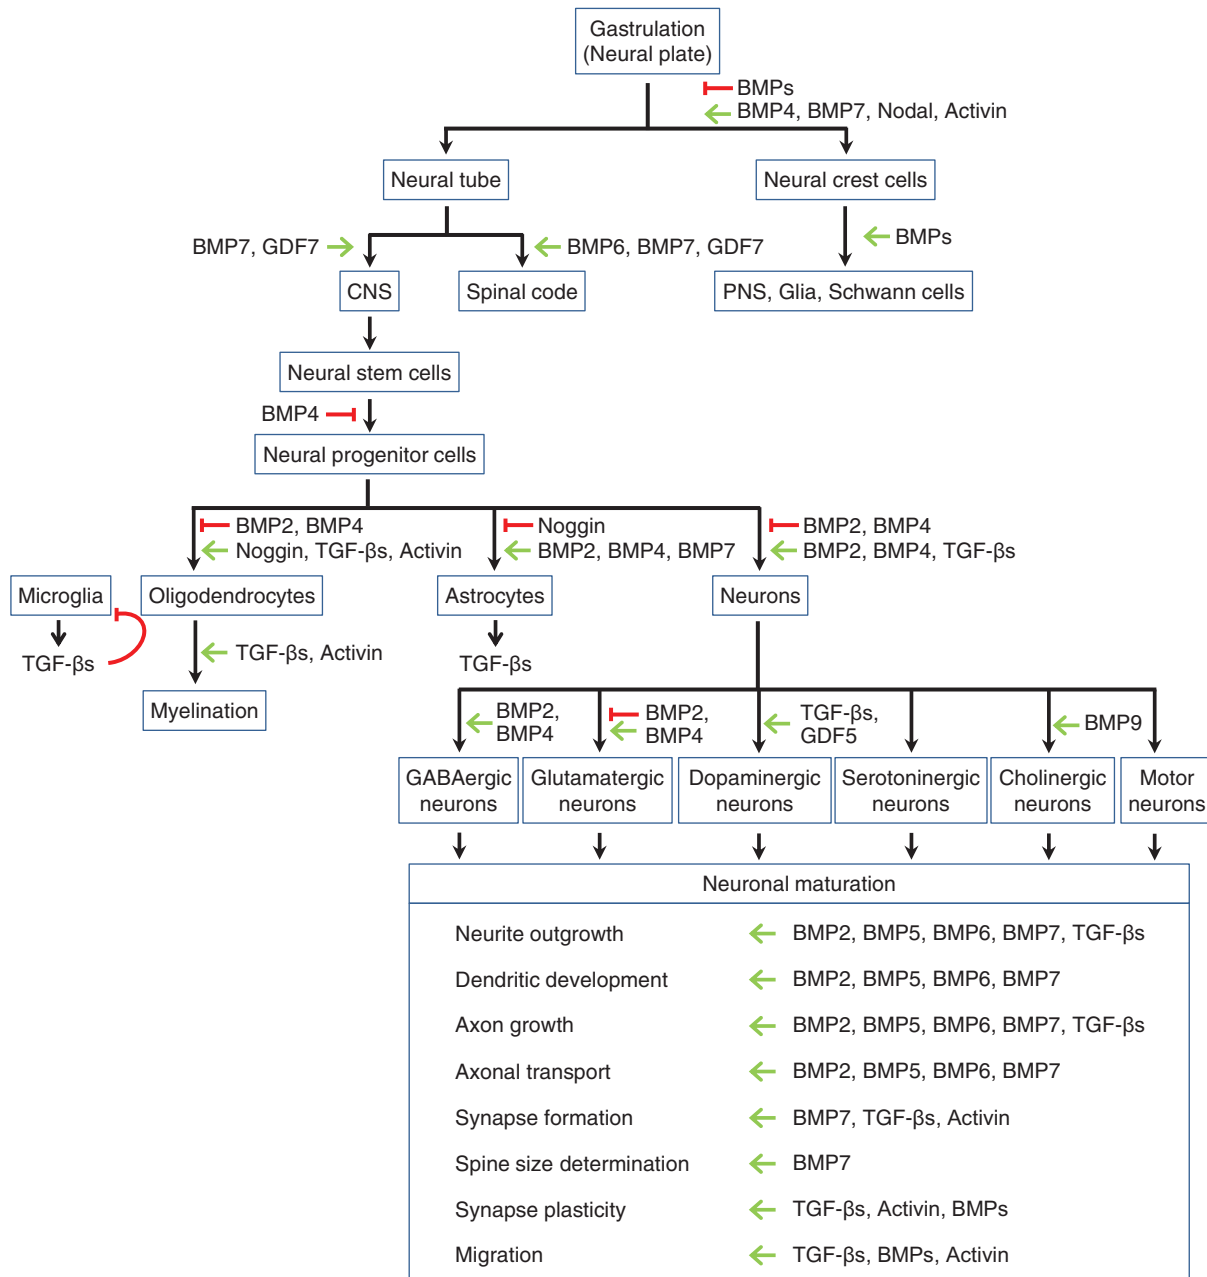 Gastrulation
(Neural plate)
BMPs
BMP4, BMP7, Nodal, Activin
Neural tube
Neural crest cells
BMP7, GDF7
BMP6, BMP7, GDF7
BMPs
CNS
Spinal code
PNS, Glia, Schwann cells
Neural stem cells
BMP4
Neural progenitor cells
BMP2, BMP4
Noggin, TGF-βs, Activin
Noggin
BMP2, BMP4, BMP7
BMP2, BMP4
BMP2, BMP4, TGF-βs
Microglia
Oligodendrocytes
Astrocytes
Neurons
TGF-βs
TGF-βs, Activin
TGF-βs
Myelination
BMP2,
BMP4
BMP2,
BMP4
TGF-βs,
GDF5
BMP9
GABAergic
neurons
Glutamatergic
neurons
Dopaminergic
neurons
Serotoninergic
neurons
Cholinergic
neurons
Motor
neurons
Neuronal maturation
Neurite outgrowth BMP2, BMP5, BMP6, BMP7, TGF-βs
Dendritic development BMP2, BMP5, BMP6, BMP7
Axon growth BMP2, BMP5, BMP6, BMP7, TGF-βs
Axonal transport BMP2, BMP5, BMP6, BMP7
Synapse formation BMP7, TGF-βs, Activin
Spine size determination BMP7
Synapse plasticity TGF-βs, Activin, BMPs
Migration TGF-βs, BMPs, Activin